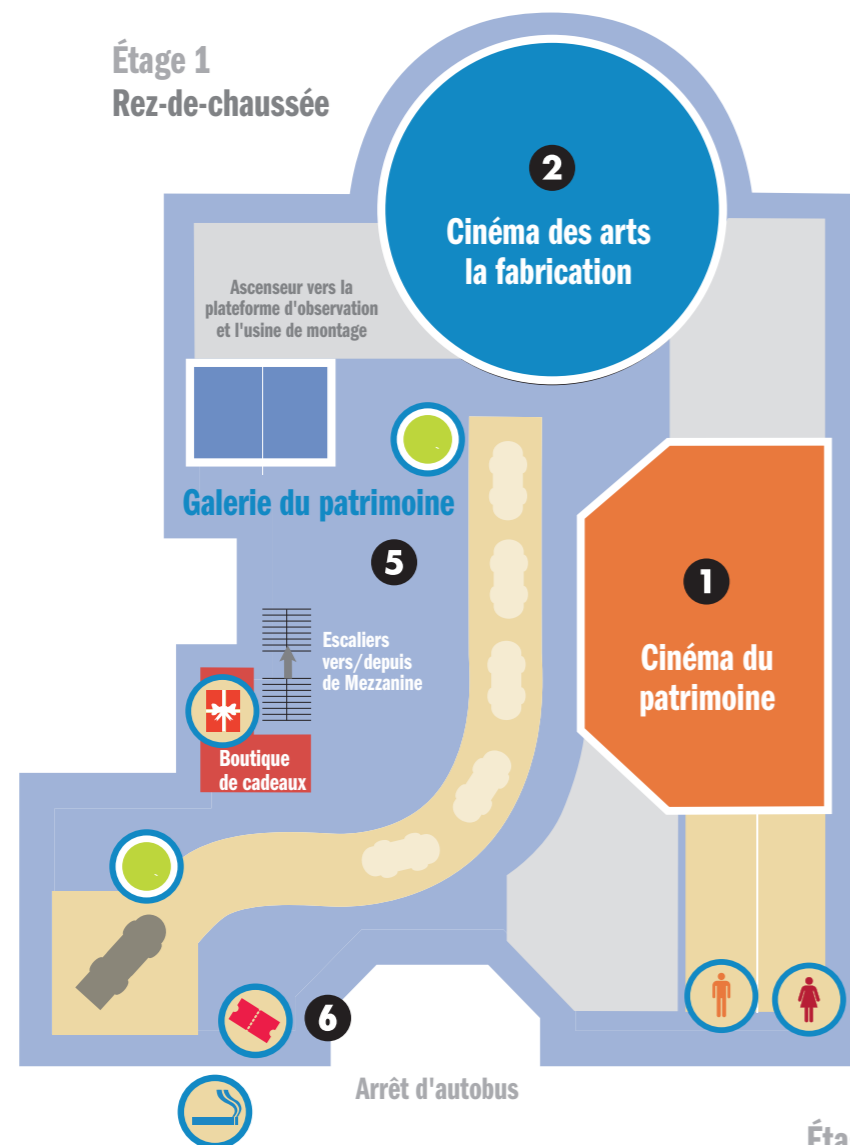 Étage 1
Rez-de-chaussée
2
Cinéma des arts
la fabrication
Ascenseur vers la
plateforme d'observation
et l'usine de montage
Galerie du patrimoine
5
1
Escaliers
vers/depuis
de Mezzanine
Cinéma du
patrimoine
Boutique
de cadeaux
6
Arrêt d'autobus
Éta